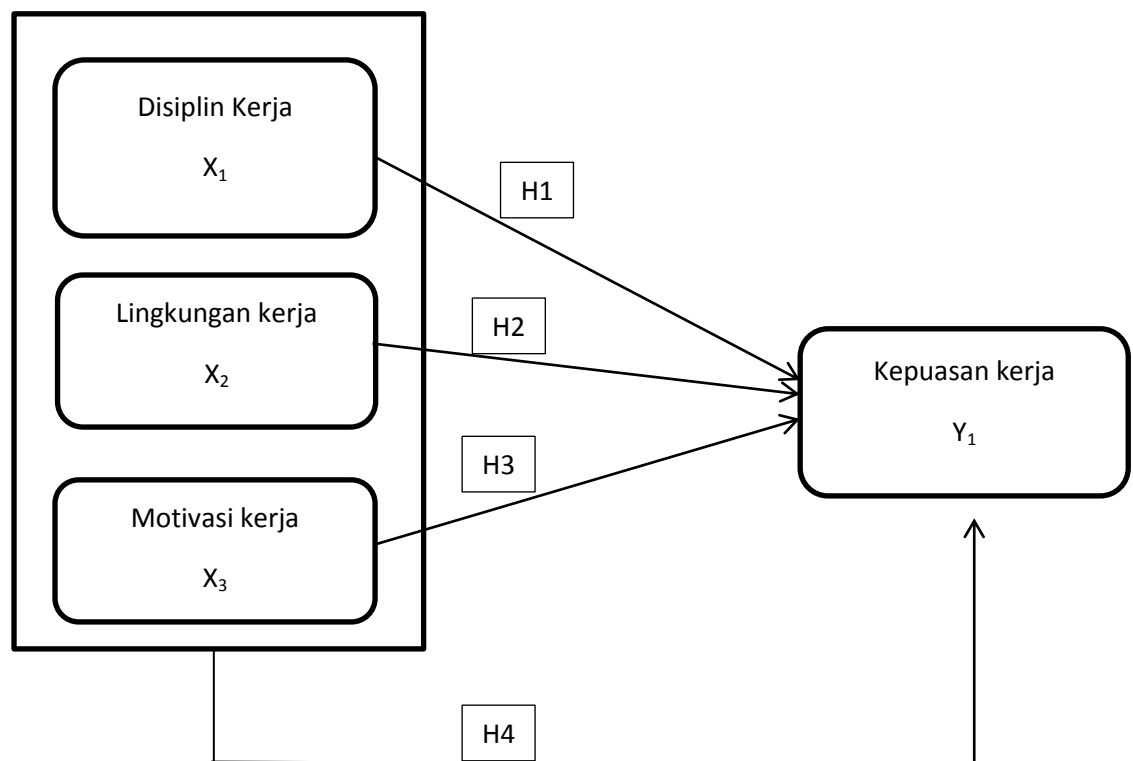 Disiplin Kerja
X₁
H1
Lingkungan kerja
X₂
H2
Kepuasan kerja
Y₁
H3
Motivasi kerja
X₃
H4